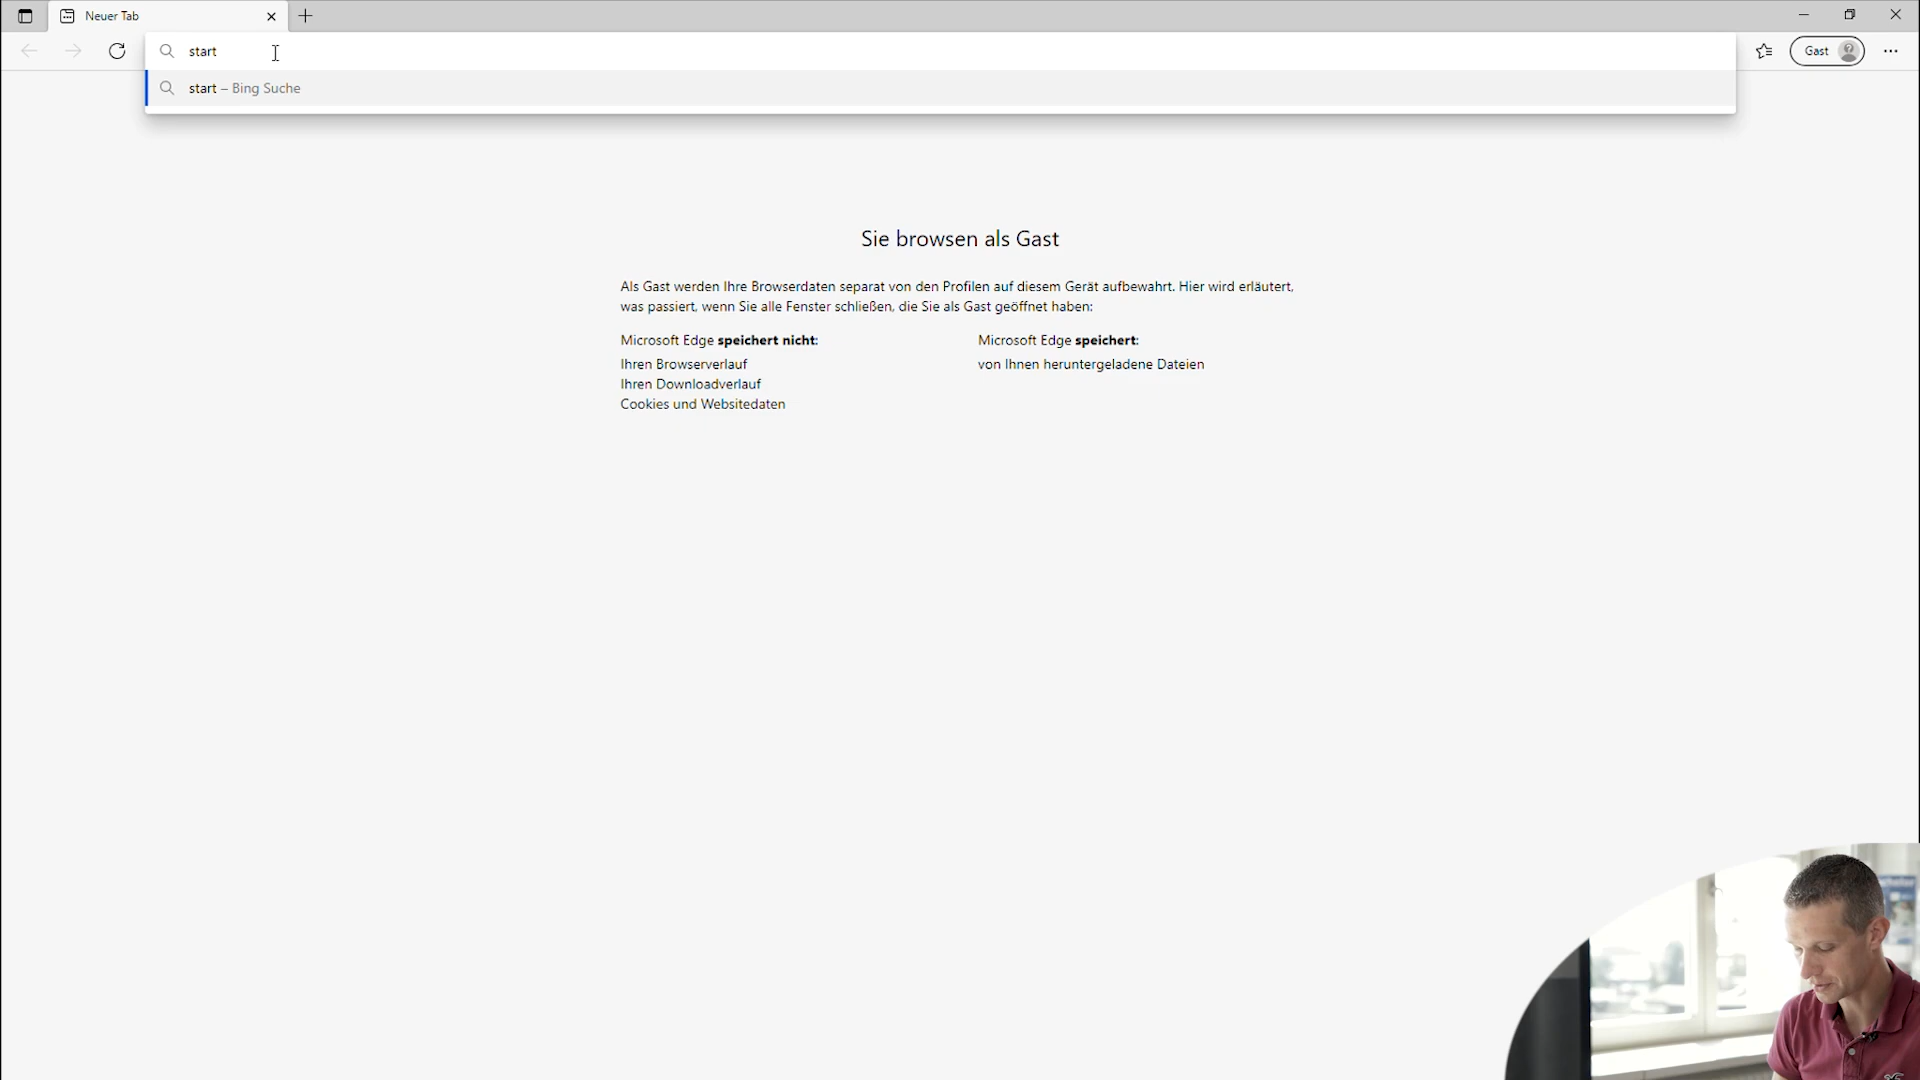 Neuer Tab
start
Gast
start – Bing Suche
Sie browsen als Gast
Als Gast werden Ihre Browserdaten separat von den Profilen auf diesem Gerät aufbewahrt. Hier wird erläutert,
was passiert, wenn Sie alle Fenster schließen, die Sie als Gast geöffnet haben:
Microsoft Edge speichert nicht:
Ihren Browserverlauf
Ihren Downloadverlauf
Cookies und Websitedaten
Microsoft Edge speichert:
von Ihnen heruntergeladene Dateien